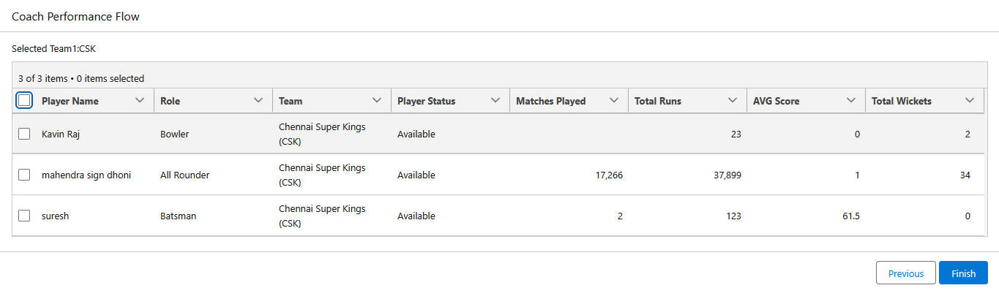 Coach Performance Flow
Selected Team1:CSK
3 of 3 items • 0 items selected
Player Name Role Team Player Status Matches Played Total Runs AVG Score Total Wickets
Kavin Raj Bowler Chennai Super Kings (CSK) Available 23 0 2
mahendra sign dhoni All Rounder Chennai Super Kings (CSK) Available 17,266 37,899 1 34
suresh Batsman Chennai Super Kings (CSK) Available 2 123 61.5 0
Previous Finish